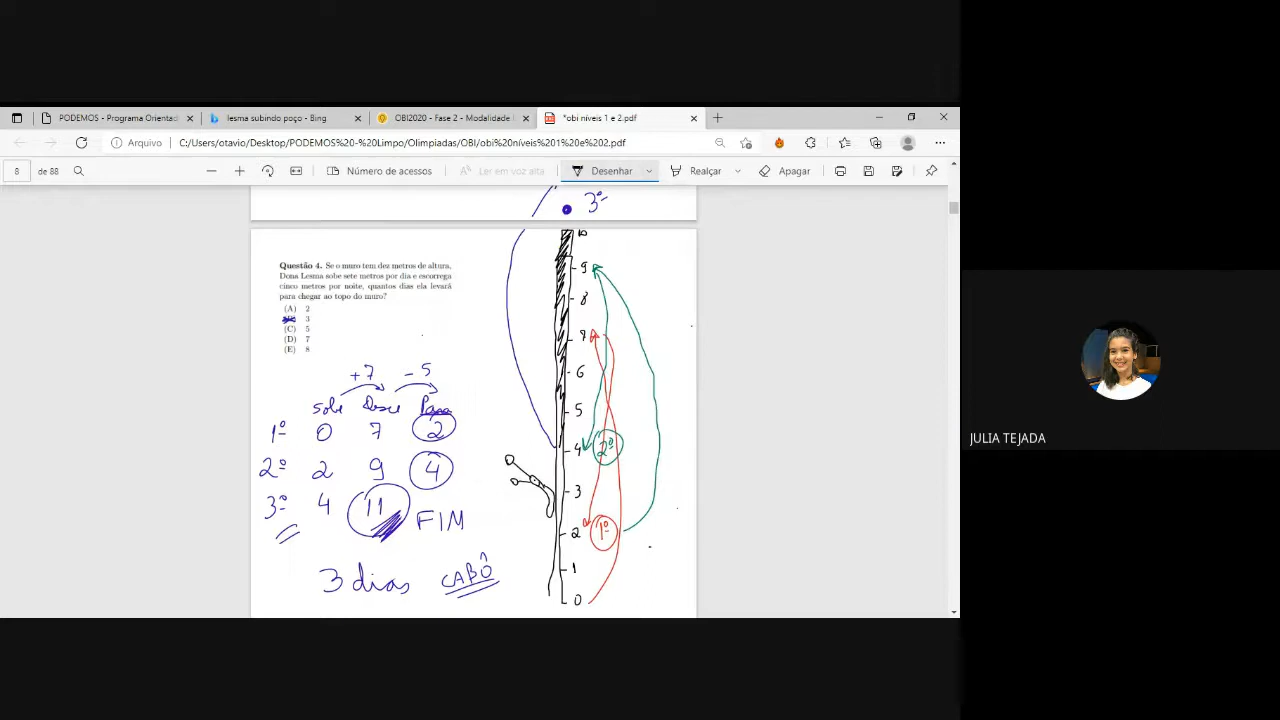 PODEMOS - Programa Orientad
lesma subindo poço - Bing
OBI2020 - Fase 2 - Modalidade I
*obi níveis 1 e 2.pdf
Arquivo
C:/Users/otavio/Desktop/PODEMOS%20-%20Limpo/Olimpiadas/OBI/obi%20níveis%201%20e%202.pdf
8
de 88
Número de acessos
Ler em voz alta
Desenhar
Realçar
Apagar
3º
Questão 4. Se o muro tem dez metros de altura,
Dona Lesma sobe sete metros por dia e escorrega
cinco metros por noite, quantos dias ela levará
para chegar ao topo do muro?
(A) 2
3
(C) 5
(D) 7
(E) 8
+7 -5
Sobe Desce Para
1º 0 7 2
2º 2 9 4
3º 4 11 FIM
3 dias CABÔ
10
9
8
7
6
5
4 2º
3
2 1º
1
0
JULIA TEJADA